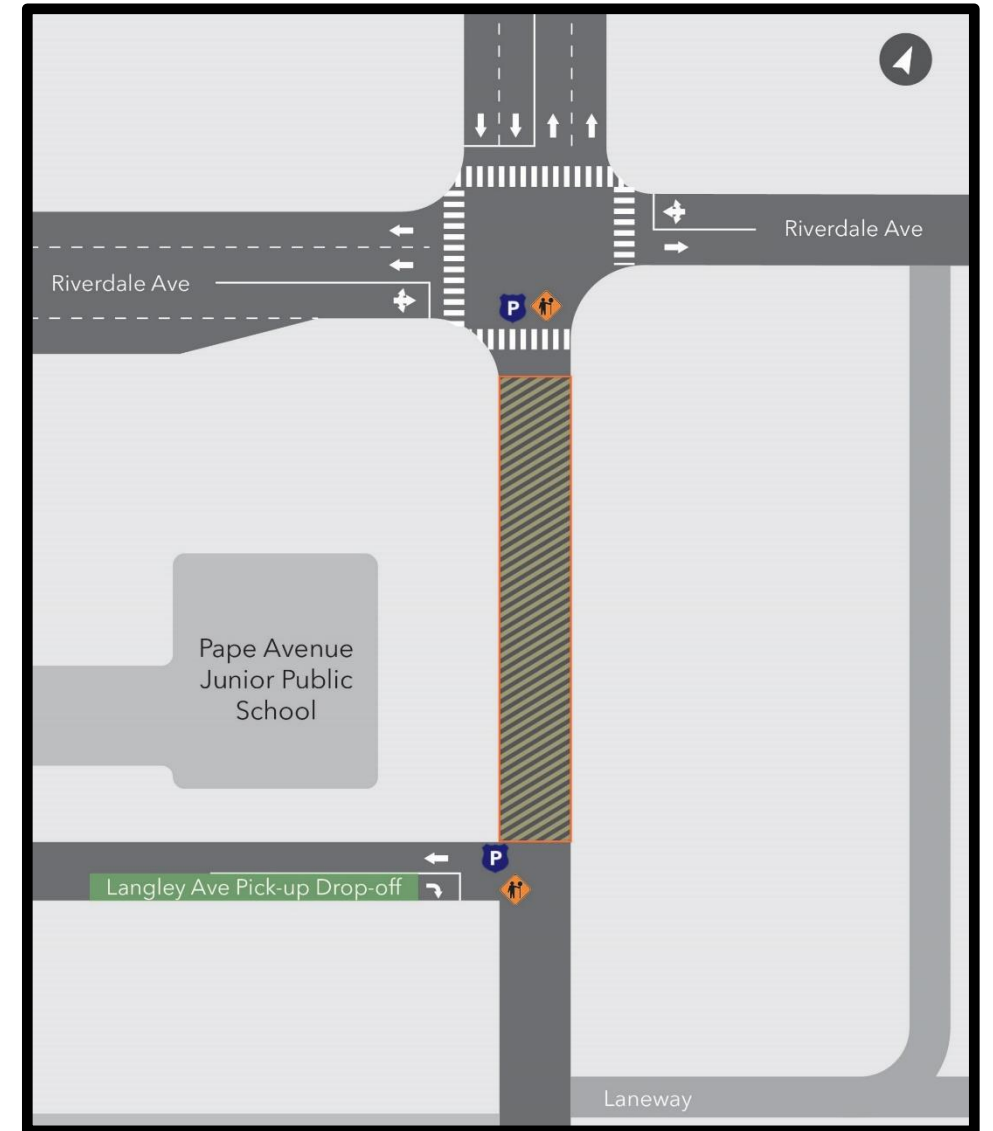 Riverdale Ave
Riverdale Ave
P
Pape Avenue
Junior Public
School
P
Langley Ave Pick-up Drop-off
Laneway